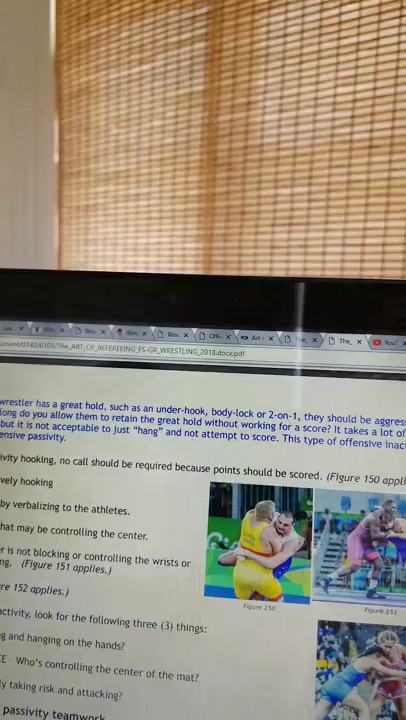 ument/0143/6103/The_ART_OF_REFEREEING_FS-GR_WRESTLING_2018.docx.pdf
wrestler has a great hold, such as an under-hook, body-lock or 2-on-1, they should be aggres
long do you allow them to retain the great hold without working for a score? It takes a lot of
but it is not acceptable to just “hang” and not attempt to score. This type of offensive inac
ensive passivity.
ivity hooking, no call should be required because points should be scored. (Figure 150 appli
vely hooking
by verbalizing to the athletes.
hat may be controlling the center.
er is not blocking or controlling the wrists or
ng. (Figure 151 applies.)
re 152 applies.)
activity, look for the following three (3) things:
g and hanging on the hands?
CE - Who's controlling the center of the mat?
ly taking risk and attacking?
passivity teamwork
Figure 150
Figure 151